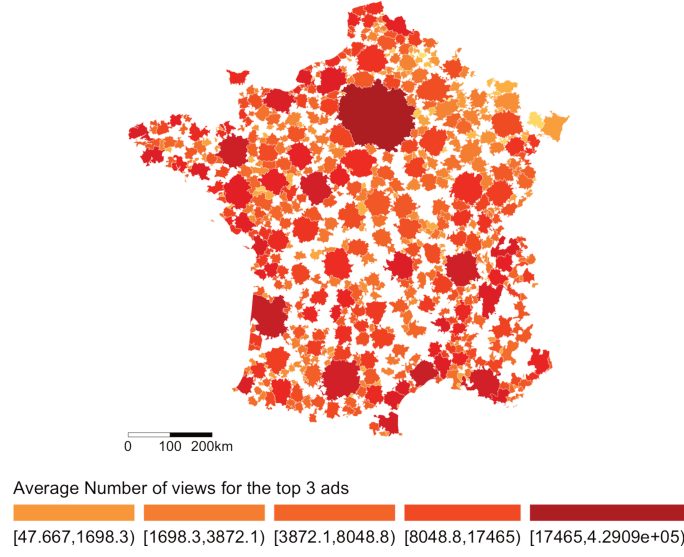 0 100 200km
Average Number of views for the top 3 ads
[47.667,1698.3) [1698.3,3872.1) [3872.1,8048.8) [8048.8,17465) [17465,4.2909e+05)